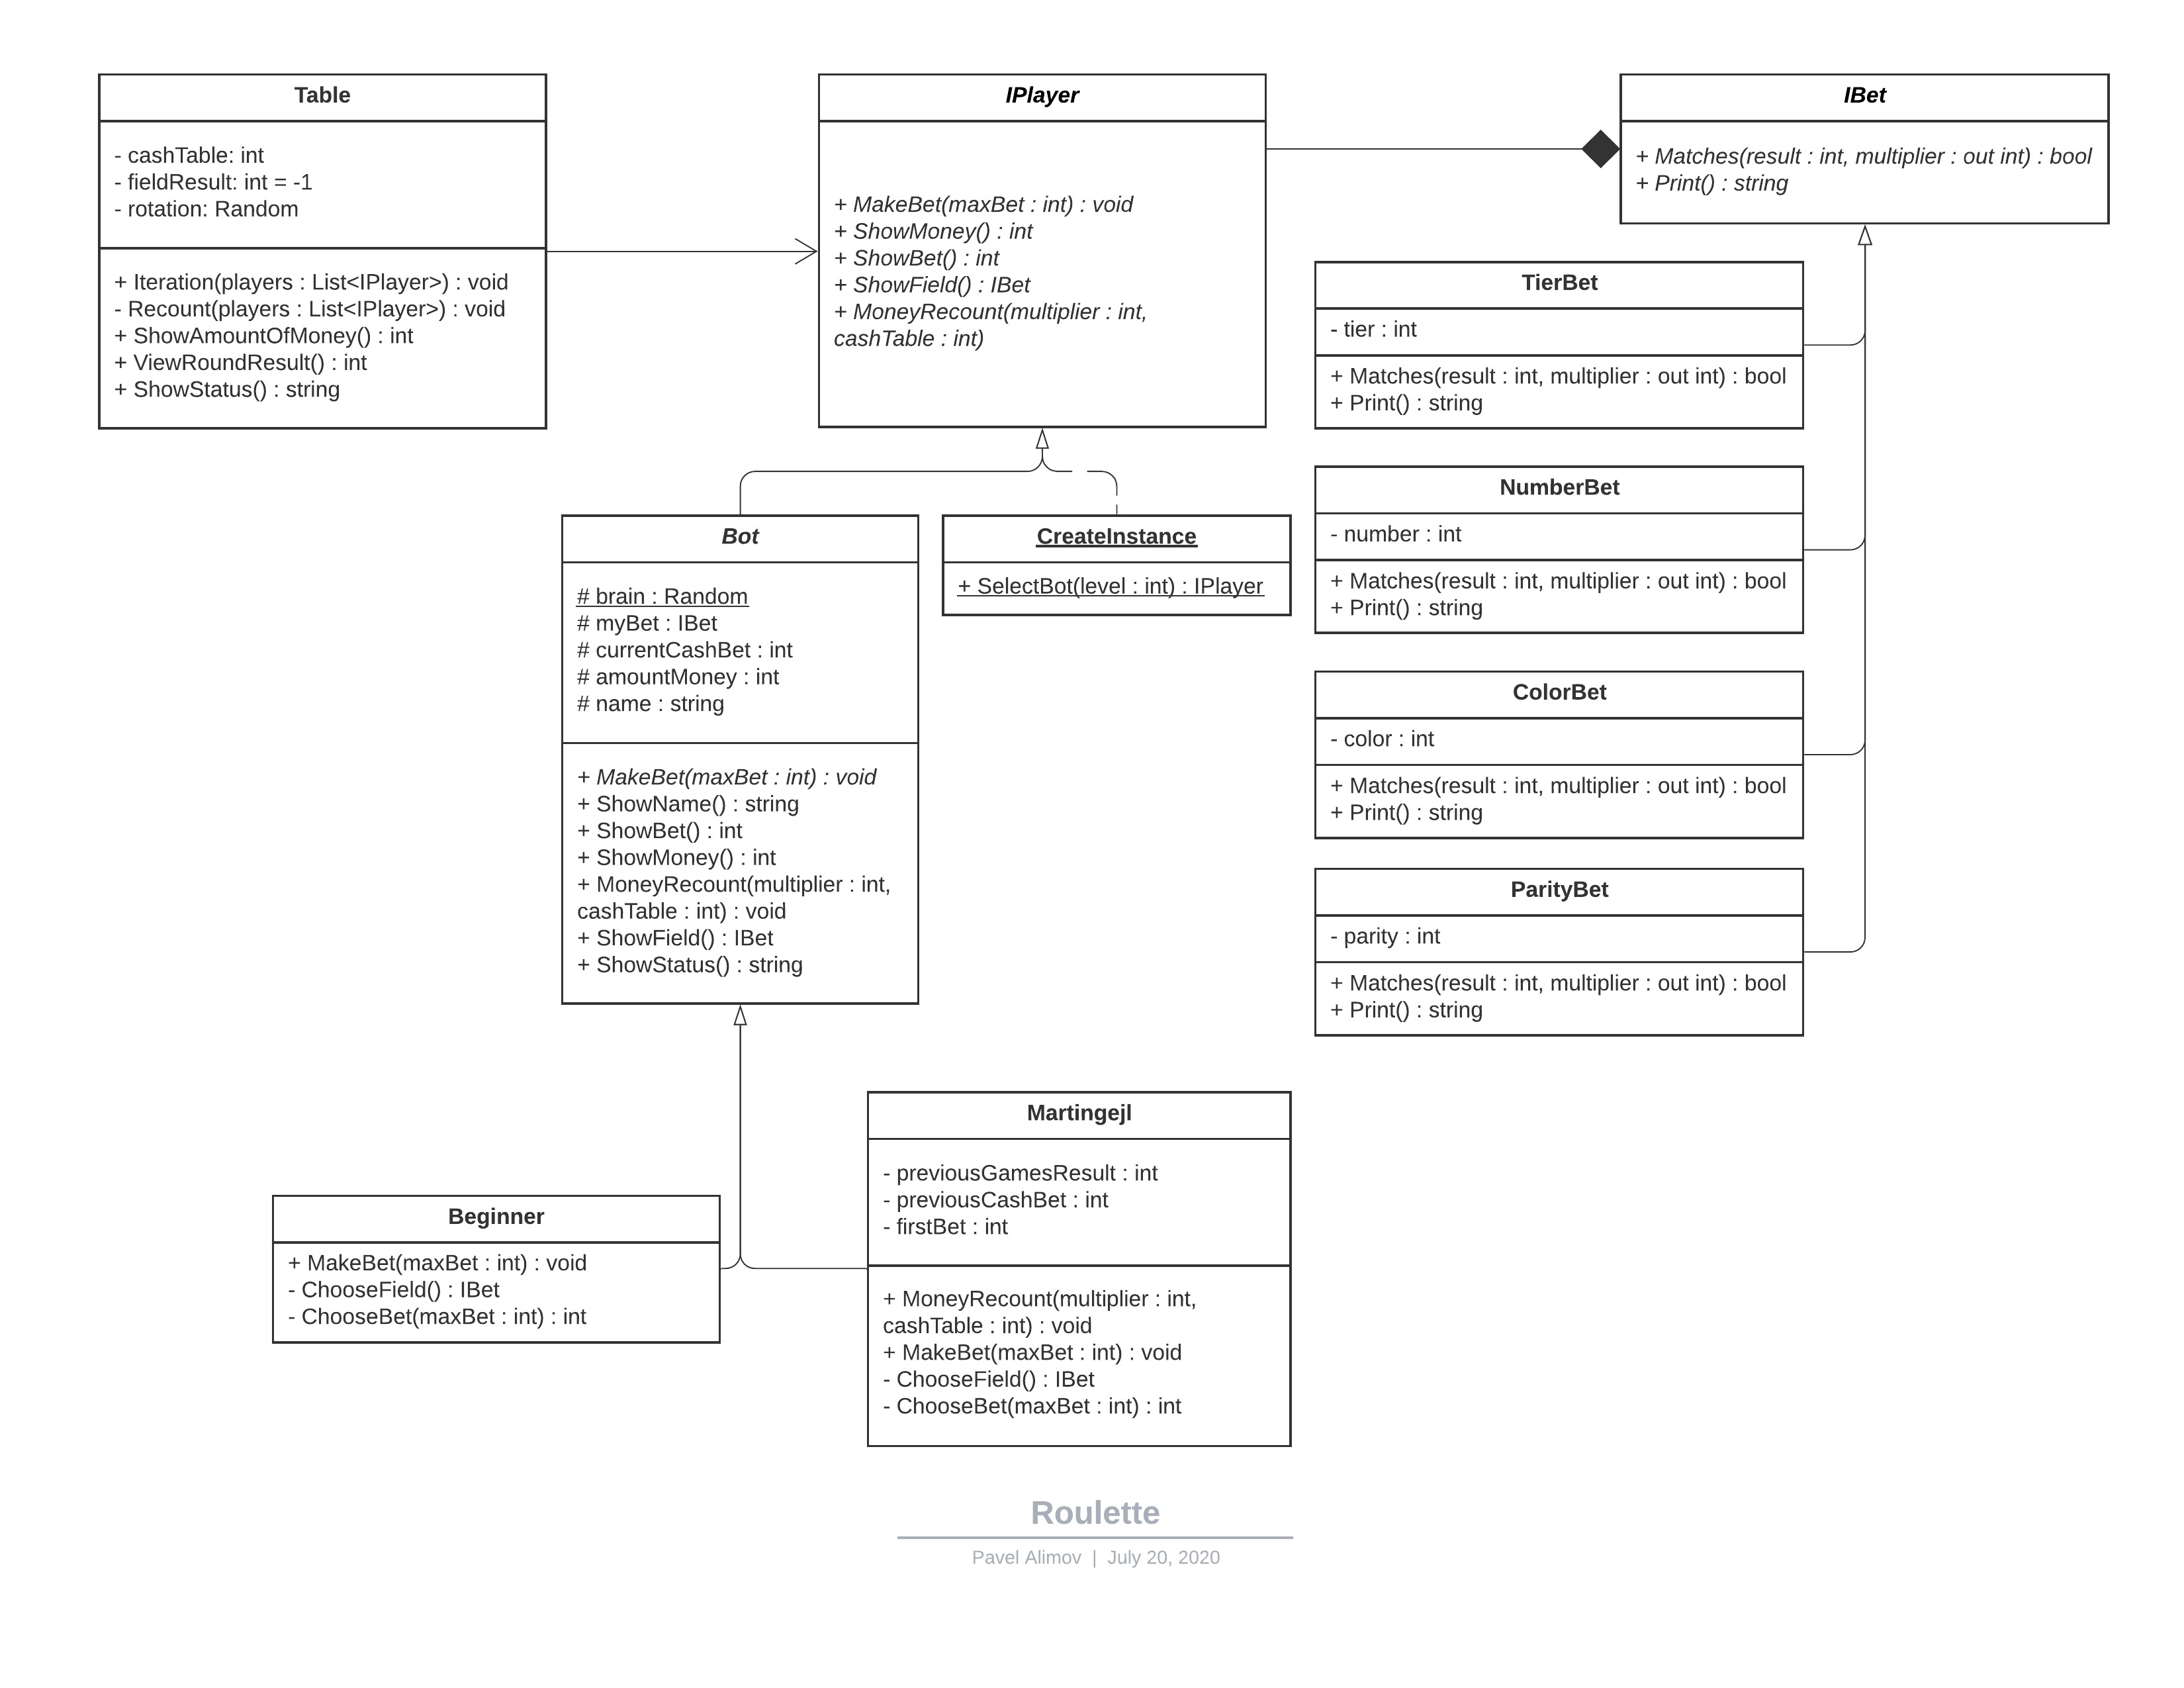 Table
- cashTable: int
- fieldResult: int = -1
- rotation: Random
+ Iteration(players : List<IPlayer>) : void
- Recount(players : List<IPlayer>) : void
+ ShowAmountOfMoney() : int
+ ViewRoundResult() : int
+ ShowStatus() : string
IPlayer
+ MakeBet(maxBet : int) : void
+ ShowMoney() : int
+ ShowBet() : int
+ ShowField() : IBet
+ MoneyRecount(multiplier : int,
cashTable : int)
IBet
+ Matches(result : int, multiplier : out int) : bool
+ Print() : string
TierBet
- tier : int
+ Matches(result : int, multiplier : out int) : bool
+ Print() : string
NumberBet
- number : int
+ Matches(result : int, multiplier : out int) : bool
+ Print() : string
ColorBet
- color : int
+ Matches(result : int, multiplier : out int) : bool
+ Print() : string
ParityBet
- parity : int
+ Matches(result : int, multiplier : out int) : bool
+ Print() : string
Bot
# brain : Random
# myBet : IBet
# currentCashBet : int
# amountMoney : int
# name : string
+ MakeBet(maxBet : int) : void
+ ShowName() : string
+ ShowBet() : int
+ ShowMoney() : int
+ MoneyRecount(multiplier : int,
cashTable : int) : void
+ ShowField() : IBet
+ ShowStatus() : string
CreateInstance
+ SelectBot(level : int) : IPlayer
Beginner
+ MakeBet(maxBet : int) : void
- ChooseField() : IBet
- ChooseBet(maxBet : int) : int
Martingejl
- previousGamesResult : int
- previousCashBet : int
- firstBet : int
+ MoneyRecount(multiplier : int,
cashTable : int) : void
+ MakeBet(maxBet : int) : void
- ChooseField() : IBet
- ChooseBet(maxBet : int) : int
Roulette
Pavel Alimov | July 20, 2020